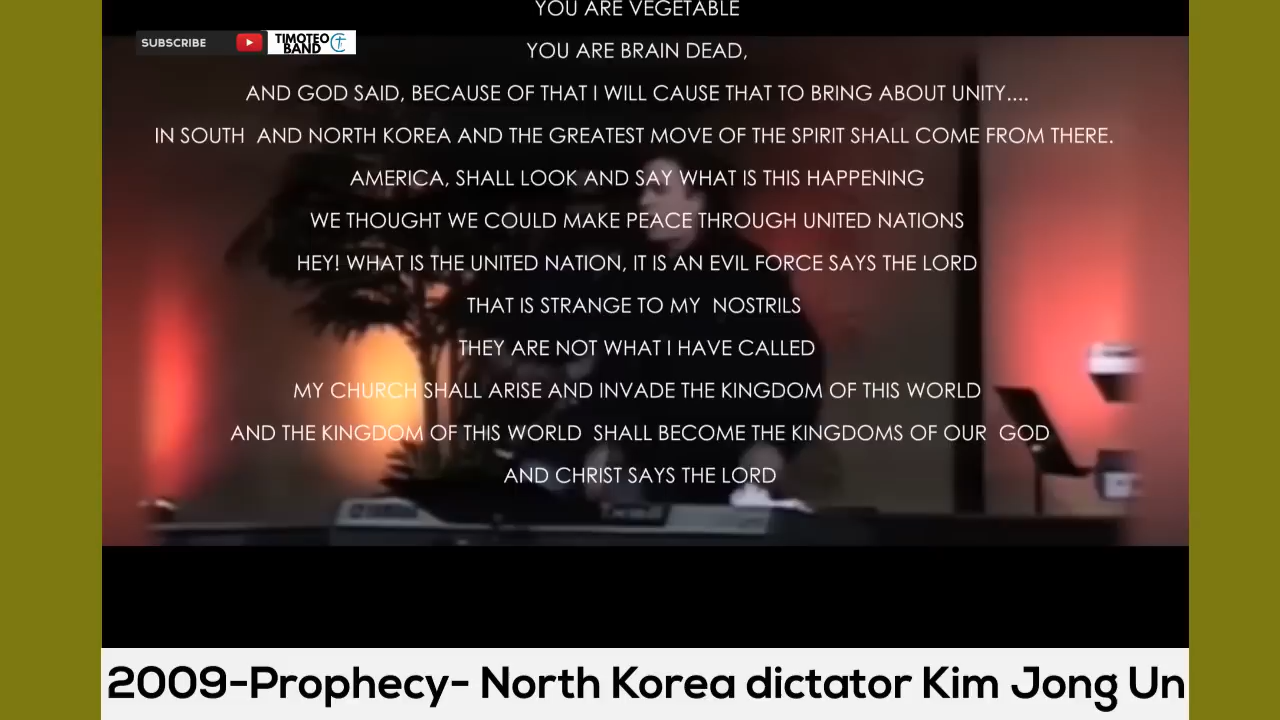 YOU ARE VEGETABLE
SUBSCRIBE
TIMOTEO
BAND
YOU ARE BRAIN DEAD,
AND GOD SAID, BECAUSE OF THAT I WILL CAUSE THAT TO BRING ABOUT UNITY....
IN SOUTH  AND NORTH KOREA AND THE GREATEST MOVE OF THE SPIRIT SHALL COME FROM THERE.
AMERICA, SHALL LOOK AND SAY WHAT IS THIS HAPPENING
WE THOUGHT WE COULD MAKE PEACE THROUGH UNITED NATIONS
HEY! WHAT IS THE UNITED NATION, IT IS AN EVIL FORCE SAYS THE LORD
THAT IS STRANGE TO MY  NOSTRILS
THEY ARE NOT WHAT I HAVE CALLED
MY CHURCH SHALL ARISE AND INVADE THE KINGDOM OF THIS WORLD
AND THE KINGDOM OF THIS WORLD  SHALL BECOME THE KINGDOMS OF OUR  GOD
AND CHRIST SAYS THE LORD
2009-Prophecy- North Korea dictator Kim Jong Un